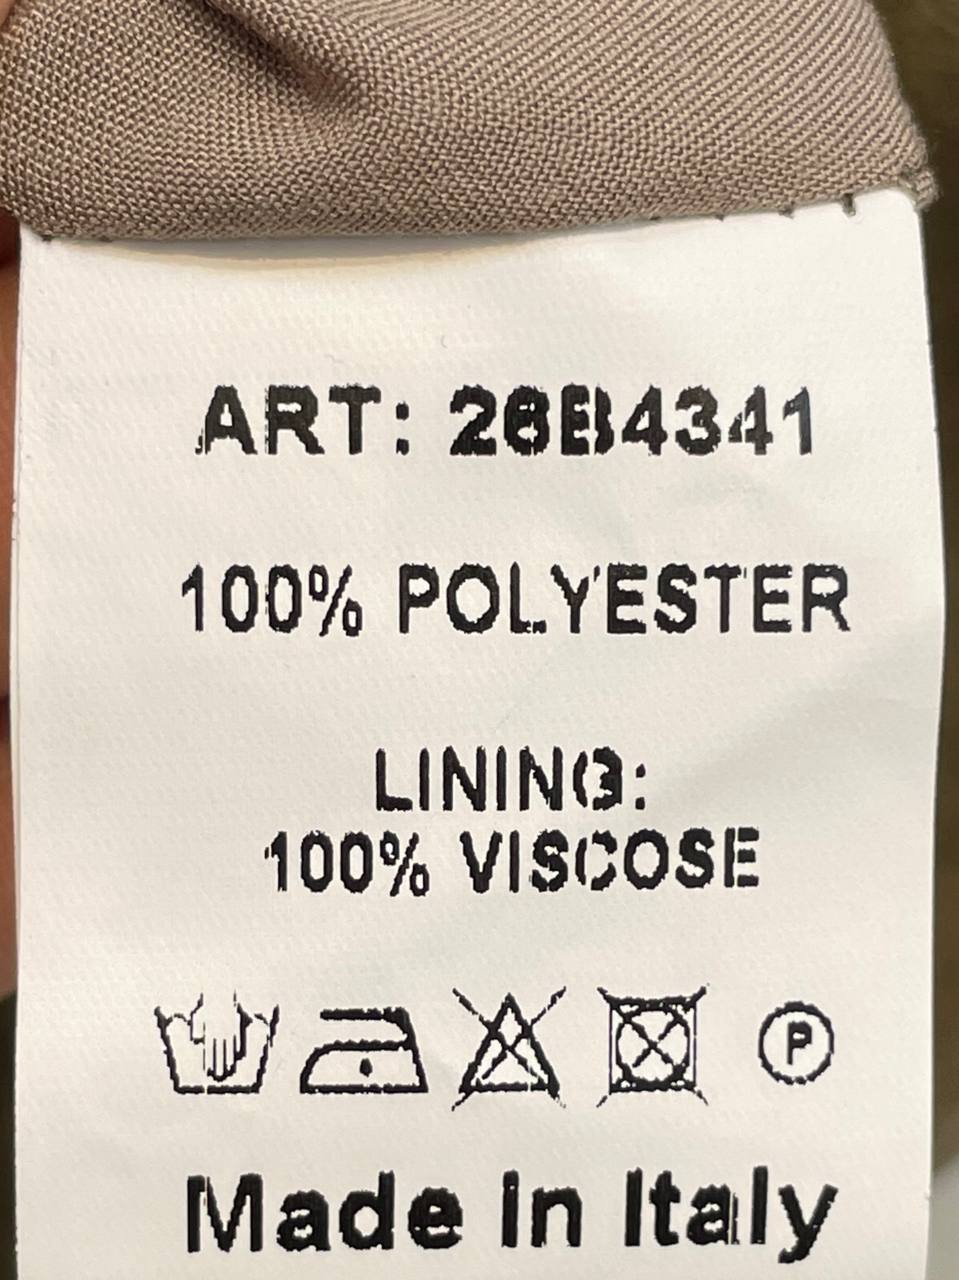 ART: 26B4341
100% POLYESTER
LINING:
100% VISCOSE
P
Made in Italy